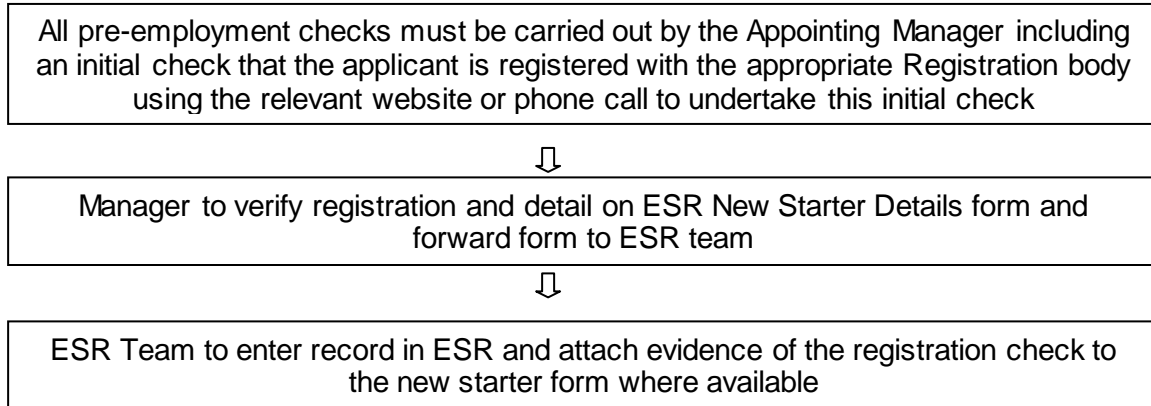 All pre-employment checks must be carried out by the Appointing Manager including
an initial check that the applicant is registered with the appropriate Registration body
using the relevant website or phone call to undertake this initial check
Manager to verify registration and detail on ESR New Starter Details form and
forward form to ESR team
ESR Team to enter record in ESR and attach evidence of the registration check to
the new starter form where available